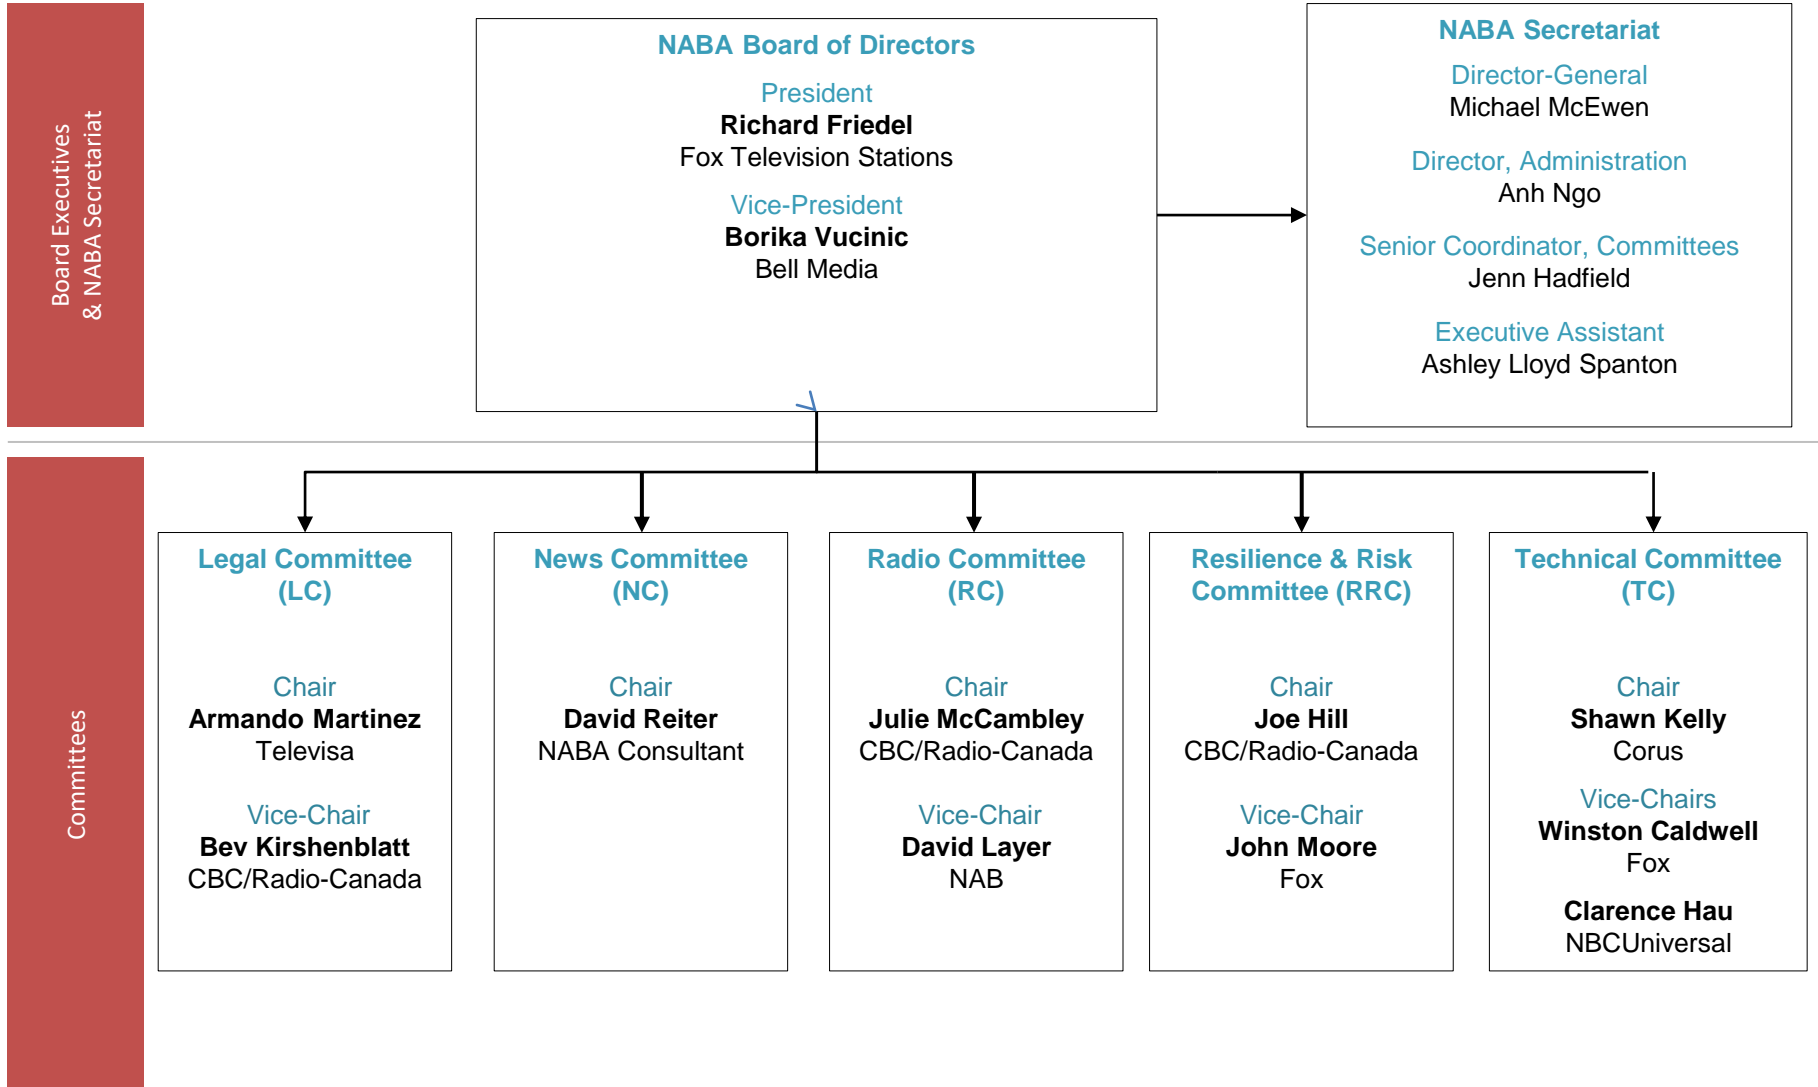 Board Executives
& NABA Secretariat
NABA Board of Directors
President
Richard Friedel
Fox Television Stations
Vice-President
Borika Vucinic
Bell Media
NABA Secretariat
Director-General
Michael McEwen
Director, Administration
Anh Ngo
Senior Coordinator, Committees
Jenn Hadfield
Executive Assistant
Ashley Lloyd Spanton
Committees
Legal Committee
(LC)
Chair
Armando Martinez
Televisa
Vice-Chair
Bev Kirshenblatt
CBC/Radio-Canada
News Committee
(NC)
Chair
David Reiter
NABA Consultant
Radio Committee
(RC)
Chair
Julie McCambley
CBC/Radio-Canada
Vice-Chair
David Layer
NAB
Resilience & Risk
Committee (RRC)
Chair
Joe Hill
CBC/Radio-Canada
Vice-Chair
John Moore
Fox
Technical Committee
(TC)
Chair
Shawn Kelly
Corus
Vice-Chairs
Winston Caldwell
Fox
Clarence Hau
NBCUniversal